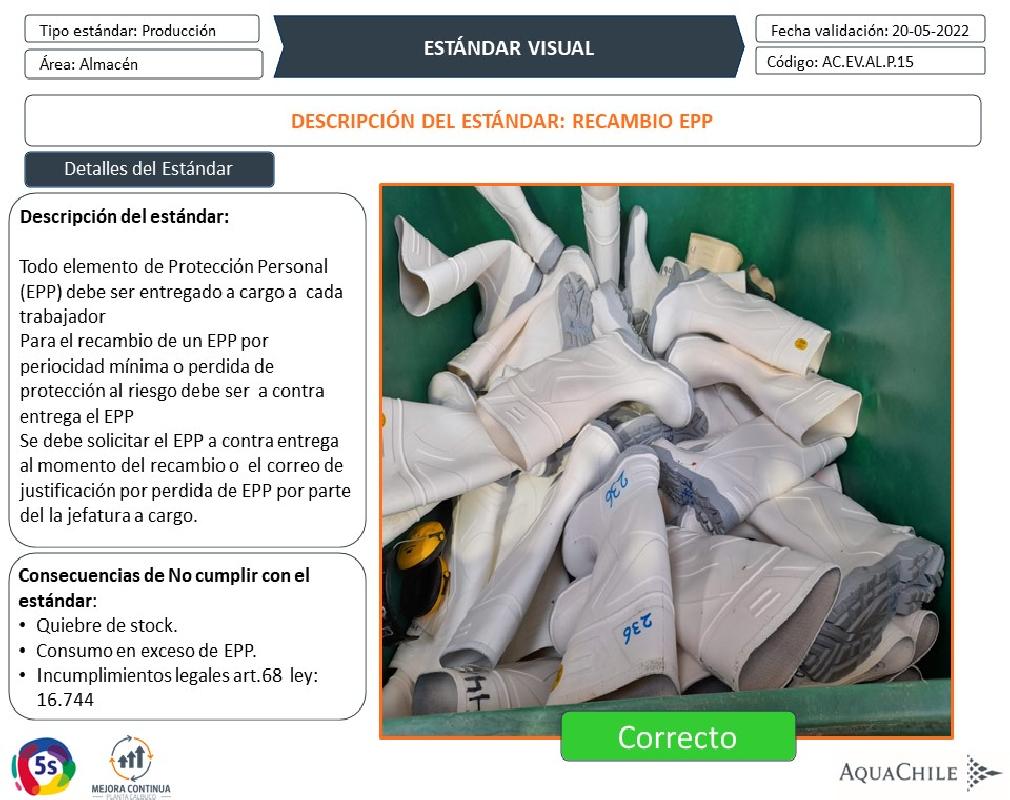 Tipo estándar: Producción
Área: Almacén
ESTÁNDAR VISUAL
Fecha validación: 20-05-2022
Código: AC.EV.AL.P.15
DESCRIPCIÓN DEL ESTÁNDAR: RECAMBIO EPP
Detalles del Estándar
Descripción del estándar:
Todo elemento de Protección Personal
(EPP) debe ser entregado a cargo a cada
trabajador
Para el recambio de un EPP por
periocidad mínima o perdida de
protección al riesgo debe ser a contra
entrega el EPP
Se debe solicitar el EPP a contra entrega
al momento del recambio o el correo de
justificación por perdida de EPP por parte
del la jefatura a cargo.
Consecuencias de No cumplir con el
estándar:
• Quiebre de stock.
• Consumo en exceso de EPP.
• Incumplimientos legales art.68 ley:
16.744
236
236
Correcto
5s
MEJORA CONTINUA
PLANTA CALBUCO
AQUACHILE